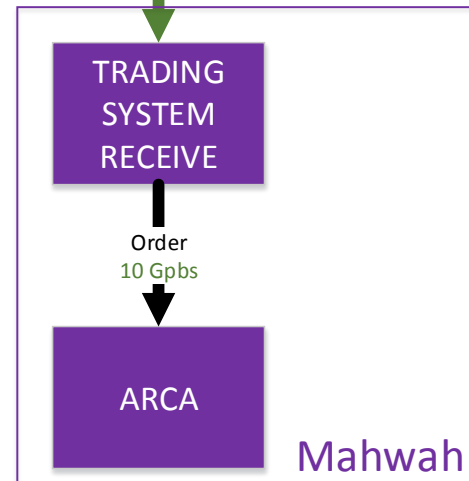 TRADING
SYSTEM
RECEIVE
Order
10 Gpbs
ARCA
Mahwah